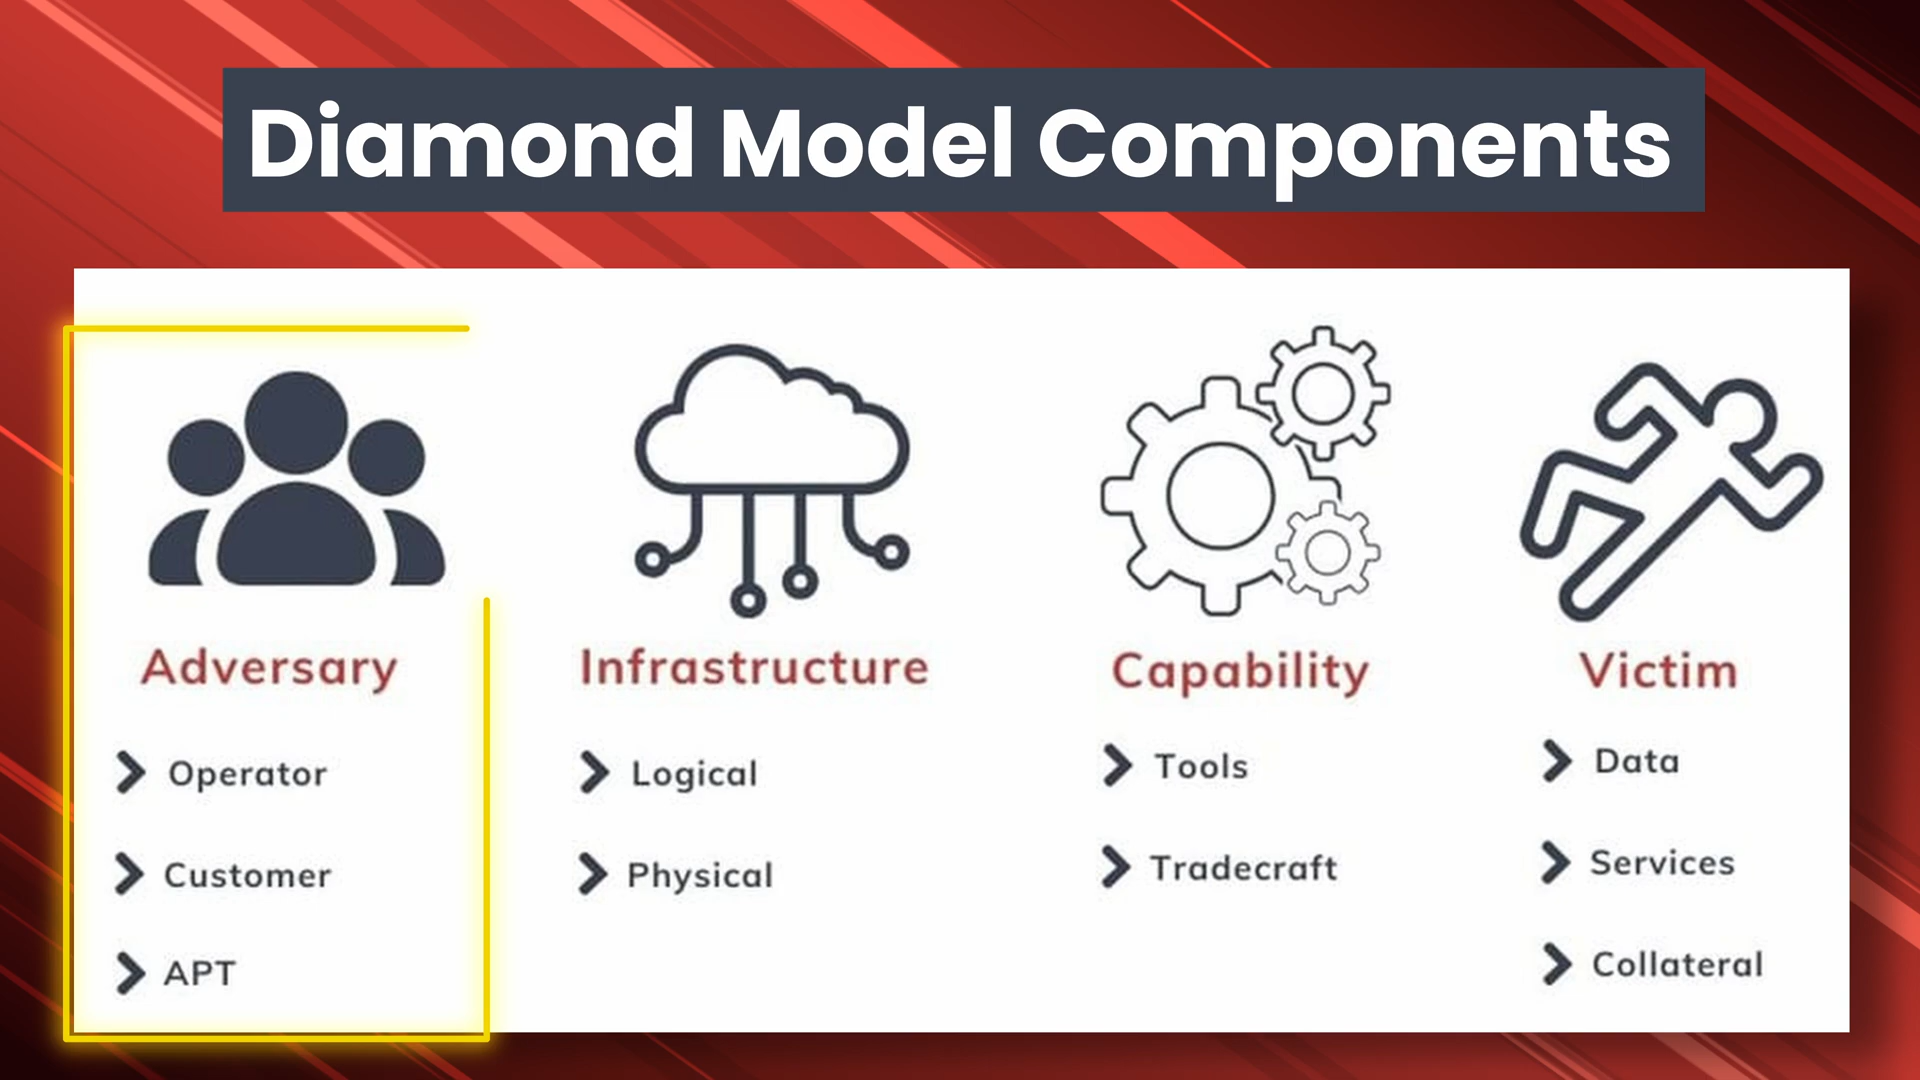 Diamond Model Components
Adversary
Operator
Customer
APT
Infrastructure
Logical
Physical
Capability
Tools
Tradecraft
Victim
Data
Services
Collateral